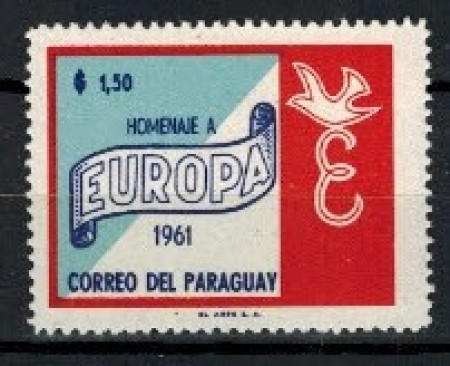 ₲ 1,50
HOMENAJE A
EUROPA
1961
CORREO DEL PARAGUAY
E